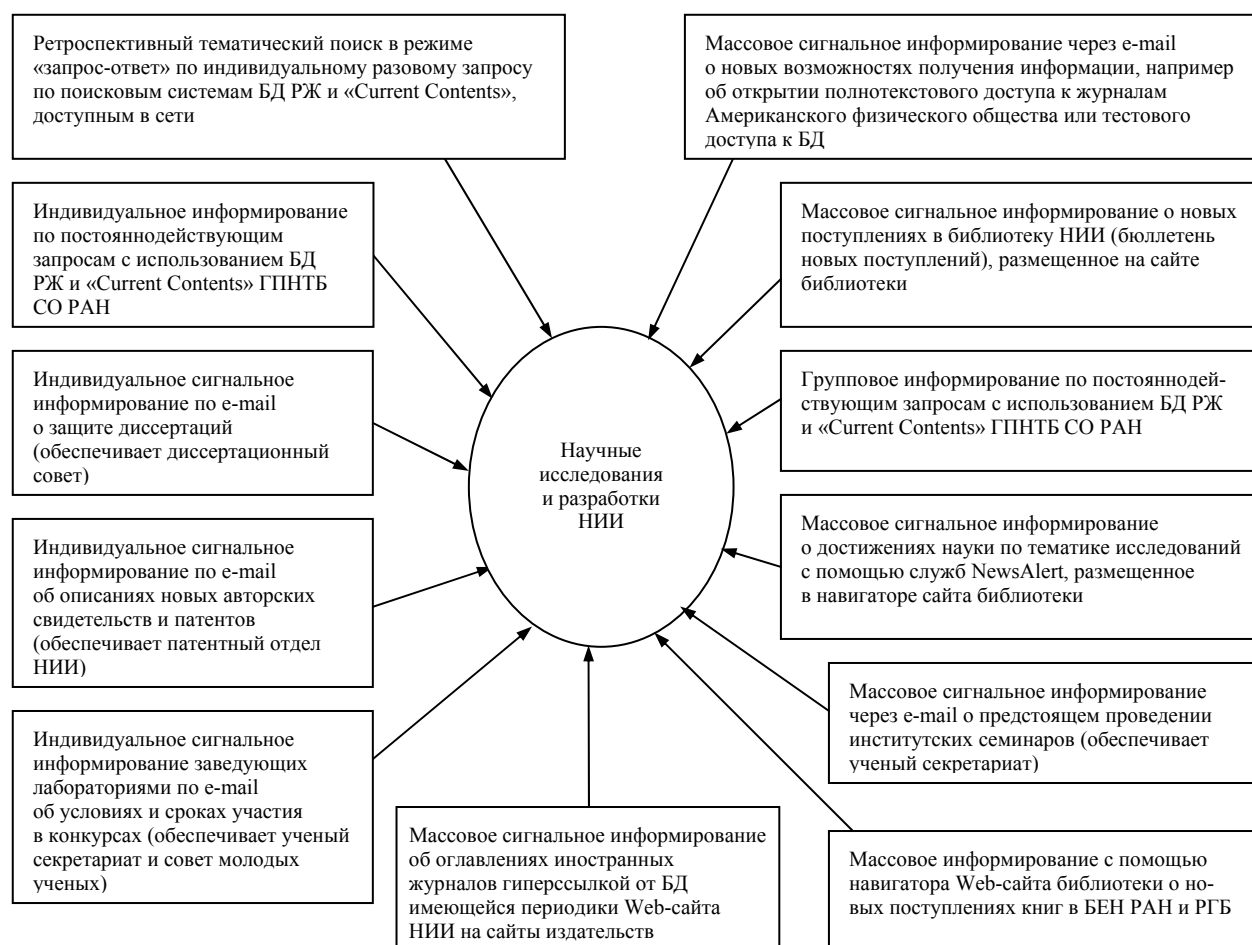 Ретроспективный тематический поиск в режиме
«запрос-ответ» по индивидуальному разовому запросу
по поисковым системам БД РЖ и «Current Contents»,
доступным в сети
Массовое сигнальное информирование через e-mail
о новых возможностях получения информации, например
об открытии полнотекстового доступа к журналам
Американского физического общества или тестового
доступа к БД
Индивидуальное информирование
по постояннодействующим
запросам с использованием БД
РЖ и «Current Contents» ГПНТБ
СО РАН
Массовое сигнальное информирование о новых
поступлениях в библиотеку НИИ (бюллетень
новых поступлений), размещенное на сайте
библиотеки
Индивидуальное сигнальное
информирование по e-mail
о защите диссертаций
(обеспечивает диссертационный
совет)
Групповое информирование по постояннодей-
ствующим запросам с использованием БД РЖ
и «Current Contents» ГПНТБ СО РАН
Научные
исследования
и разработки
НИИ
Индивидуальное сигнальное
информирование по e-mail
об описаниях новых авторских
свидетельств и патентов
(обеспечивает патентный отдел
НИИ)
Массовое сигнальное информирование
о достижениях науки по тематике исследований
с помощью служб NewsAlert, размещенное
в навигаторе сайта библиотеки
Индивидуальное сигнальное
информирование заведующих
лабораториями по e-mail
об условиях и сроках участия
в конкурсах (обеспечивает ученый
секретариат и совет молодых
ученых)
Массовое сигнальное информирование
через e-mail о предстоящем проведении
институтских семинаров (обеспечивает
ученый секретариат)
Массовое сигнальное информирование
об оглавлениях иностранных
журналов гиперссылкой от БД
имеющейся периодики Web-сайта
НИИ на сайты издательств
Массовое информирование с помощью
навигатора Web-сайта библиотеки о но-
вых поступлениях книг в БЕН РАН и РГБ